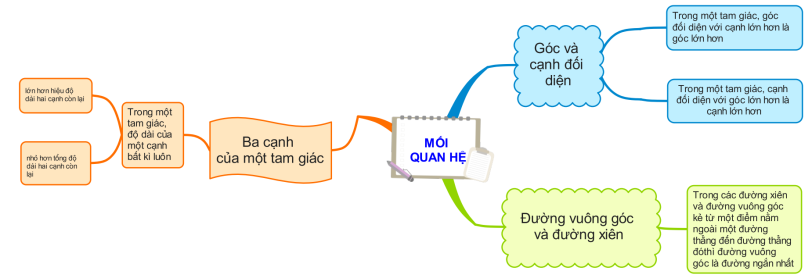 MỐI
QUAN HỆ
Góc và
cạnh đối
diện
Trong một tam giác, góc
đối diện với cạnh lớn hơn là
góc lớn hơn
Trong một tam giác, cạnh
đối diện với góc lớn hơn là
cạnh lớn hơn
Đường vuông góc
và đường xiên
Trong các đường xiên
và đường vuông góc
kẻ từ một điểm nằm
ngoài một đường
thẳng đến đường thẳng
đóthì đường vuông
góc là đường ngắn nhất
Ba cạnh
của một tam giác
Trong một
tam giác,
độ dài của
một cạnh
bất kì luôn
lớn hơn hiệu độ
dài hai cạnh còn lại
nhỏ hơn tổng độ
dài hai cạnh còn
lại